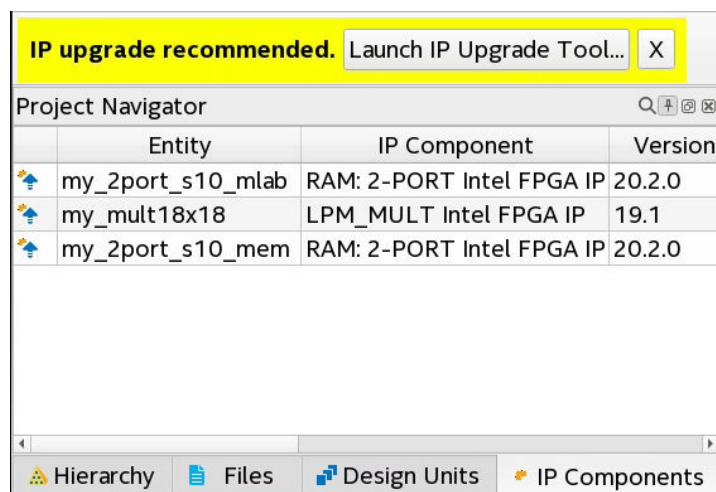 IP upgrade recommended. Launch IP Upgrade Tool... X
Project Navigator
Entity IP Component Version
my_2port_s10_mlab RAM: 2-PORT Intel FPGA IP 20.2.0
my_mult18x18 LPM_MULT Intel FPGA IP 19.1
my_2port_s10_mem RAM: 2-PORT Intel FPGA IP 20.2.0
Hierarchy Files Design Units IP Components